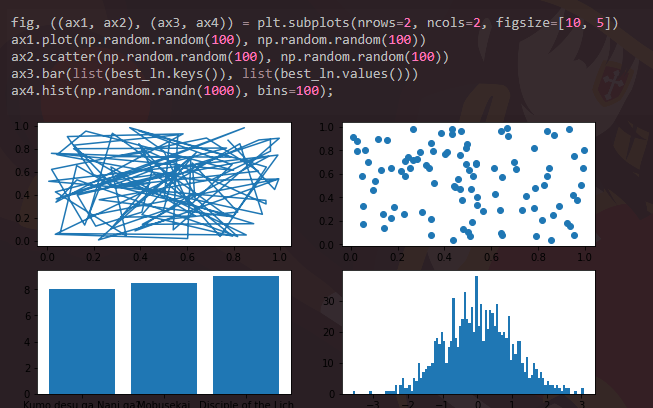 fig, ((ax1, ax2), (ax3, ax4)) = plt.subplots(nrows=2, ncols=2, figsize=[10, 5])
ax1.plot(np.random.random(100), np.random.random(100))
ax2.scatter(np.random.random(100), np.random.random(100))
ax3.bar(list(best_ln.keys()), list(best_ln.values()))
ax4.hist(np.random.randn(1000), bins=100);
1.0
0.8
0.6
0.4
0.2
0.0
0.0 0.2 0.4 0.6 0.8 1.0
1.0
0.8
0.6
0.4
0.2
0.0
0.0 0.2 0.4 0.6 0.8 1.0
8
6
4
2
0
Kumo desu ga Nani ga? Mobusekai Disciple of the Lich
30
20
10
0
−3 −2 −1 0 1 2 3